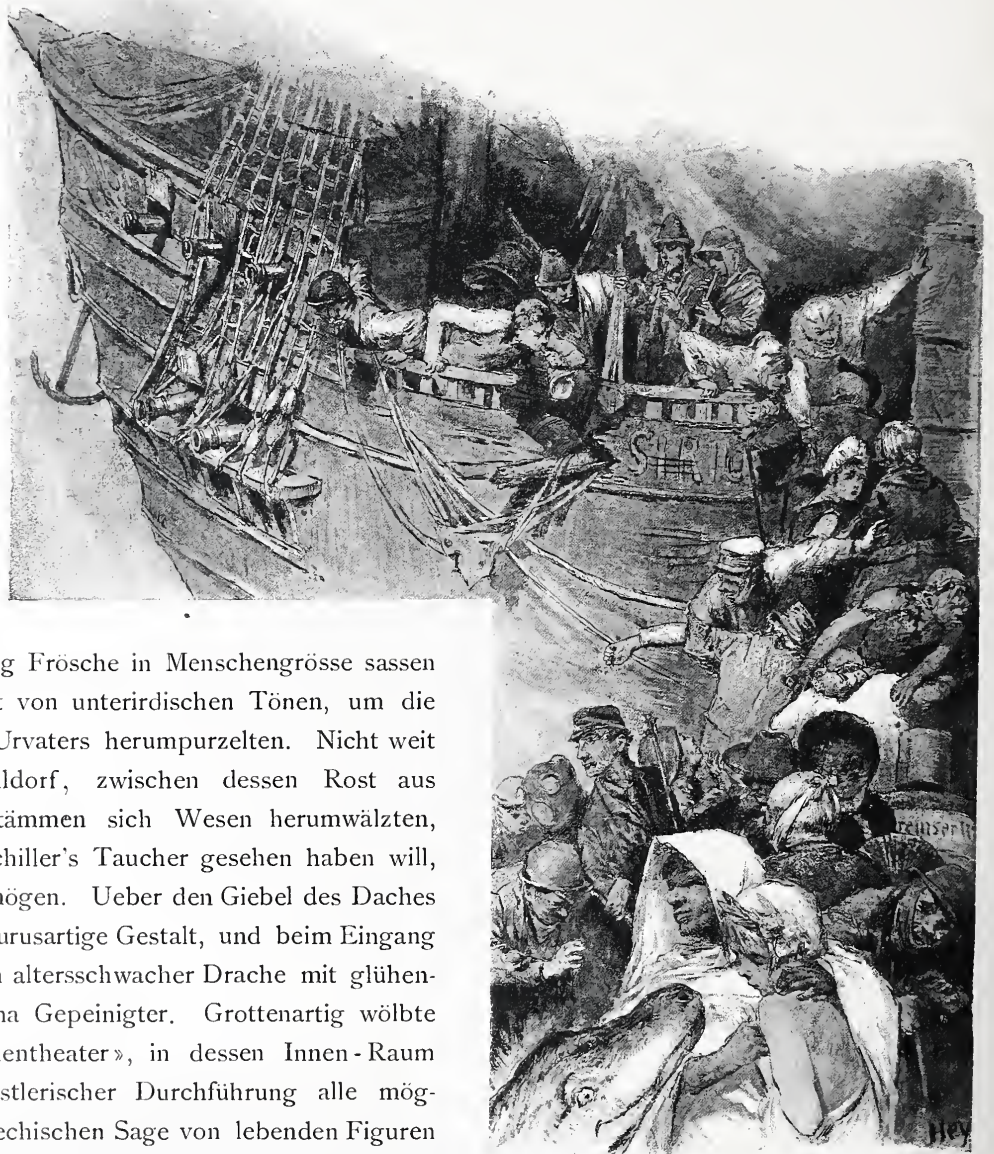 SHR
g Frösche in Menschengrösse sassen
von unterirdischen Tönen, um die
Urvaters herumpurzelten. Nicht weit
ldorf, zwischen dessen Rost aus
tämmen sich Wesen herumwälzten,
chiller's Taucher gesehen haben will,
nögen. Ueber den Giebel des Daches
urusartige Gestalt, und beim Eingang
altersschwacher Drache mit glühen-
na Gepeinigter. Grottenartig wölbte
entheater», in dessen Innen-Raum
stlerischer Durchführung alle mög-
echischen Sage von lebenden Figuren
Hey